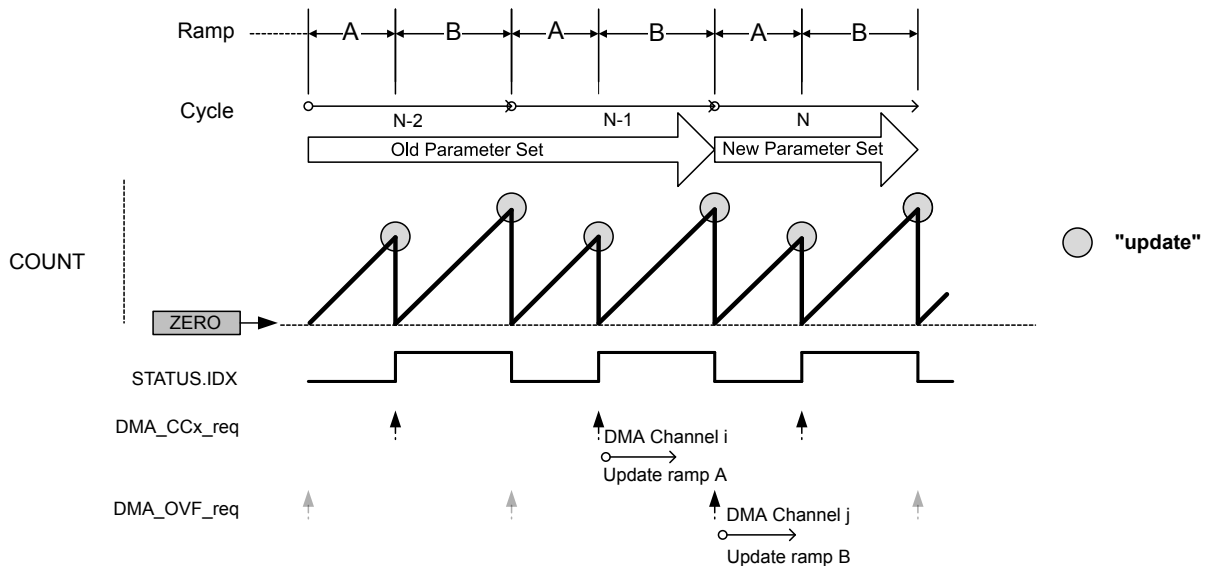 Ramp
A
B
A
B
A
B
Cycle
N-2
N-1
N
Old Parameter Set
New Parameter Set
COUNT
"update"
ZERO
STATUS.IDX
DMA_CCx_req
DMA Channel i
Update ramp A
DMA_OVF_req
DMA Channel j
Update ramp B